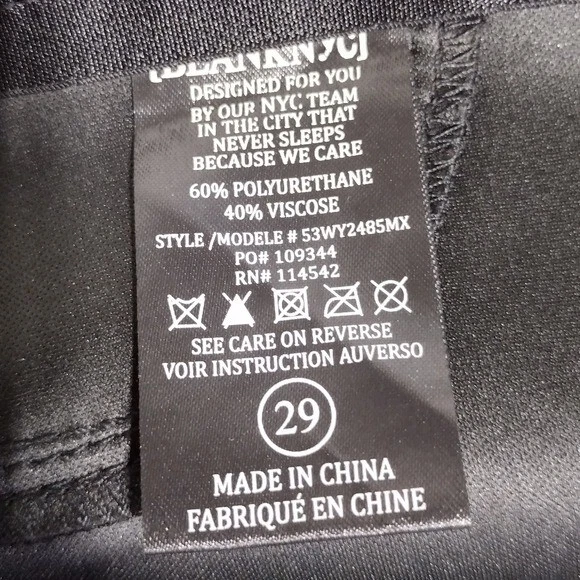 [BLANKNYC]
DESIGNED FOR YOU
BY OUR NYC TEAM
IN THE CITY THAT
NEVER SLEEPS
BECAUSE WE CARE
60% POLYURETHANE
40% VISCOSE
STYLE /MODELE # 53WY2485MX
PO# 109344
RN# 114542
SEE CARE ON REVERSE
VOIR INSTRUCTION AUVERSO
29
MADE IN CHINA
FABRIQUÉ EN CHINE